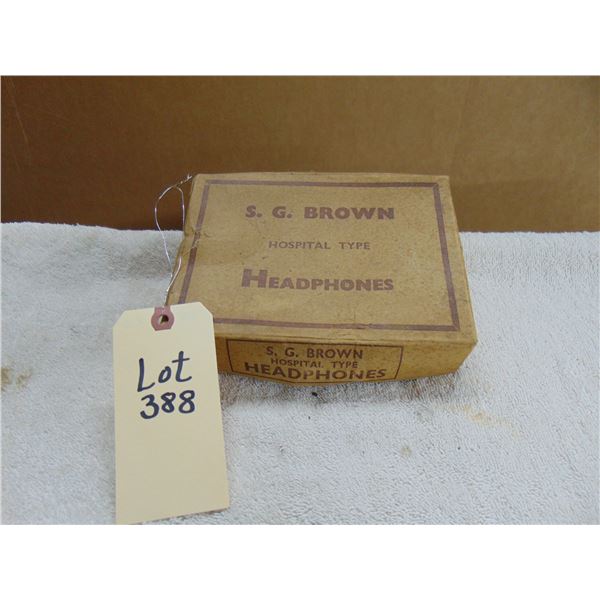 S. G. BROWN
HOSPITAL TYPE
HEADPHONES
S. G. BROWN
HOSPITAL TYPE
HEADPHONES
Lot
388